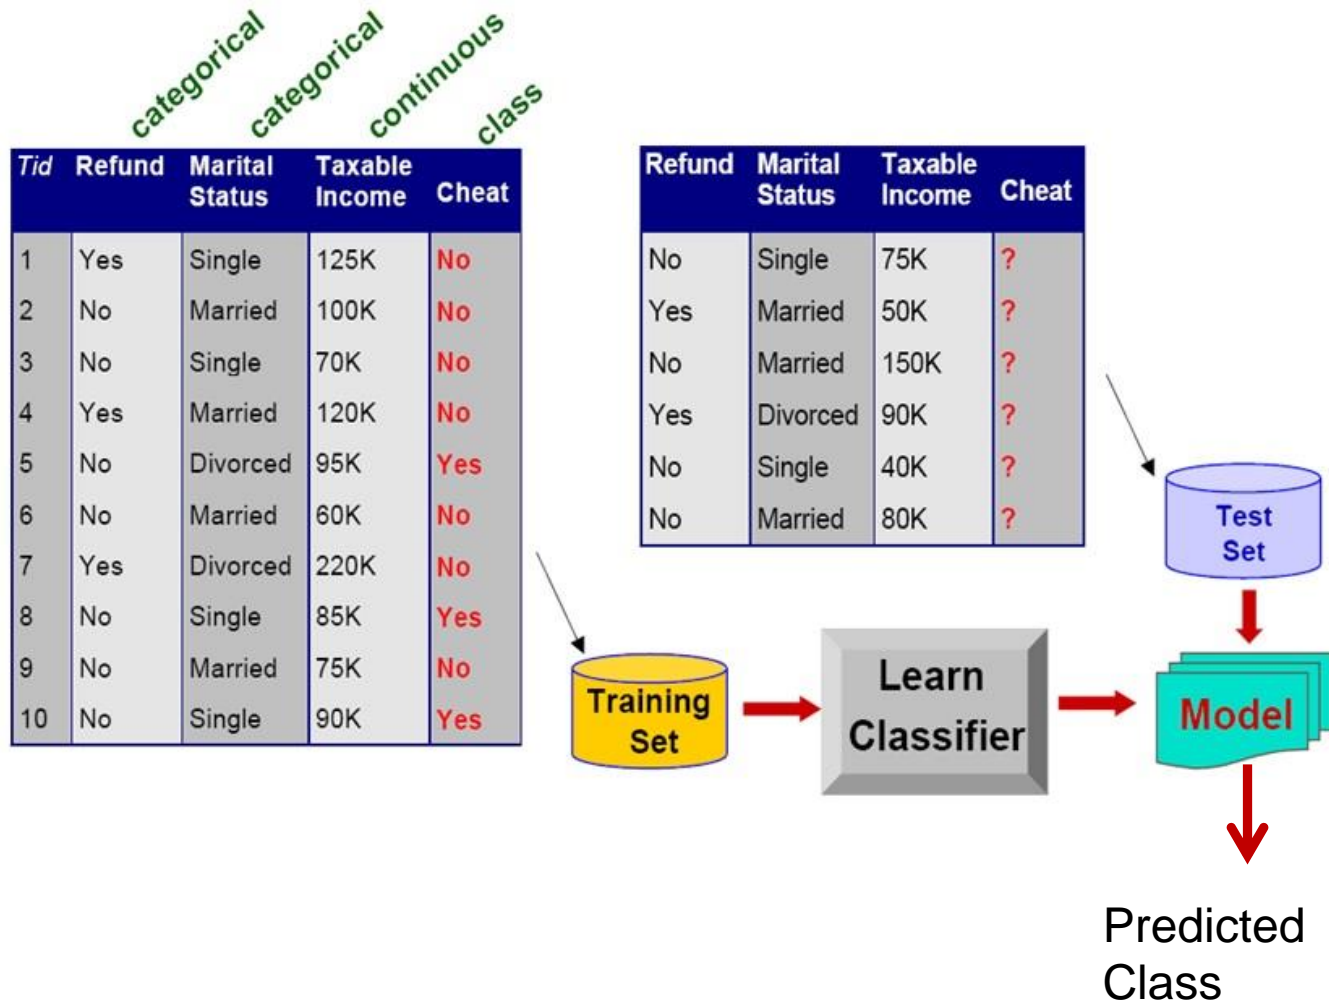 categorical categorical continuous class
Tid Refund Marital Status Taxable Income Cheat
1 Yes Single 125K No
2 No Married 100K No
3 No Single 70K No
4 Yes Married 120K No
5 No Divorced 95K Yes
6 No Married 60K No
7 Yes Divorced 220K No
8 No Single 85K Yes
9 No Married 75K No
10 No Single 90K Yes
Refund Marital Status Taxable Income Cheat
No Single 75K ?
Yes Married 50K ?
No Married 150K ?
Yes Divorced 90K ?
No Single 40K ?
No Married 80K ?
Test
Set
Training
Set
Learn
Classifier
Model
Predicted
Class